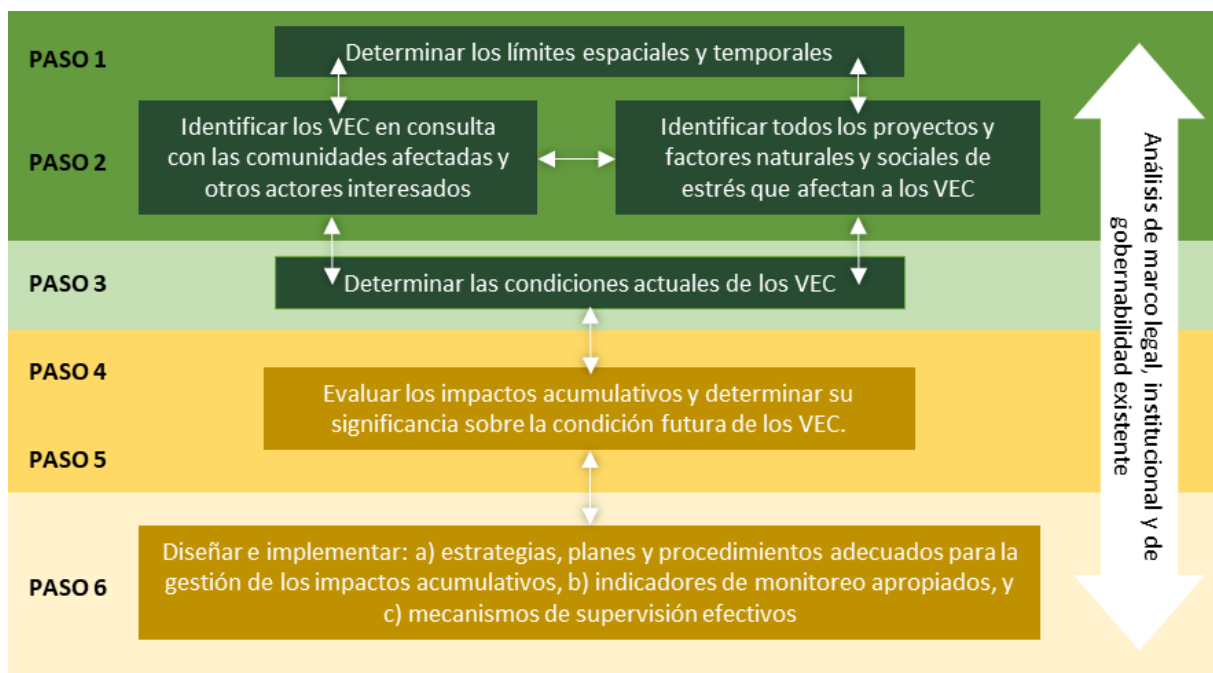 PASO 1
Determinar los límites espaciales y temporales
PASO 2
Identificar los VEC en consulta
con las comunidades afectadas y
otros actores interesados
Identificar todos los proyectos y
factores naturales y sociales de
estrés que afectan a los VEC
PASO 3
Determinar las condiciones actuales de los VEC
PASO 4
Evaluar los impactos acumulativos y determinar su
significancia sobre la condición futura de los VEC.
PASO 5
PASO 6
Diseñar e implementar: a) estrategias, planes y procedimientos adecuados para la
gestión de los impactos acumulativos, b) indicadores de monitoreo apropiados, y
c) mecanismos de supervisión efectivos
Análisis de marco legal, institucional y de
gobernabilidad existente